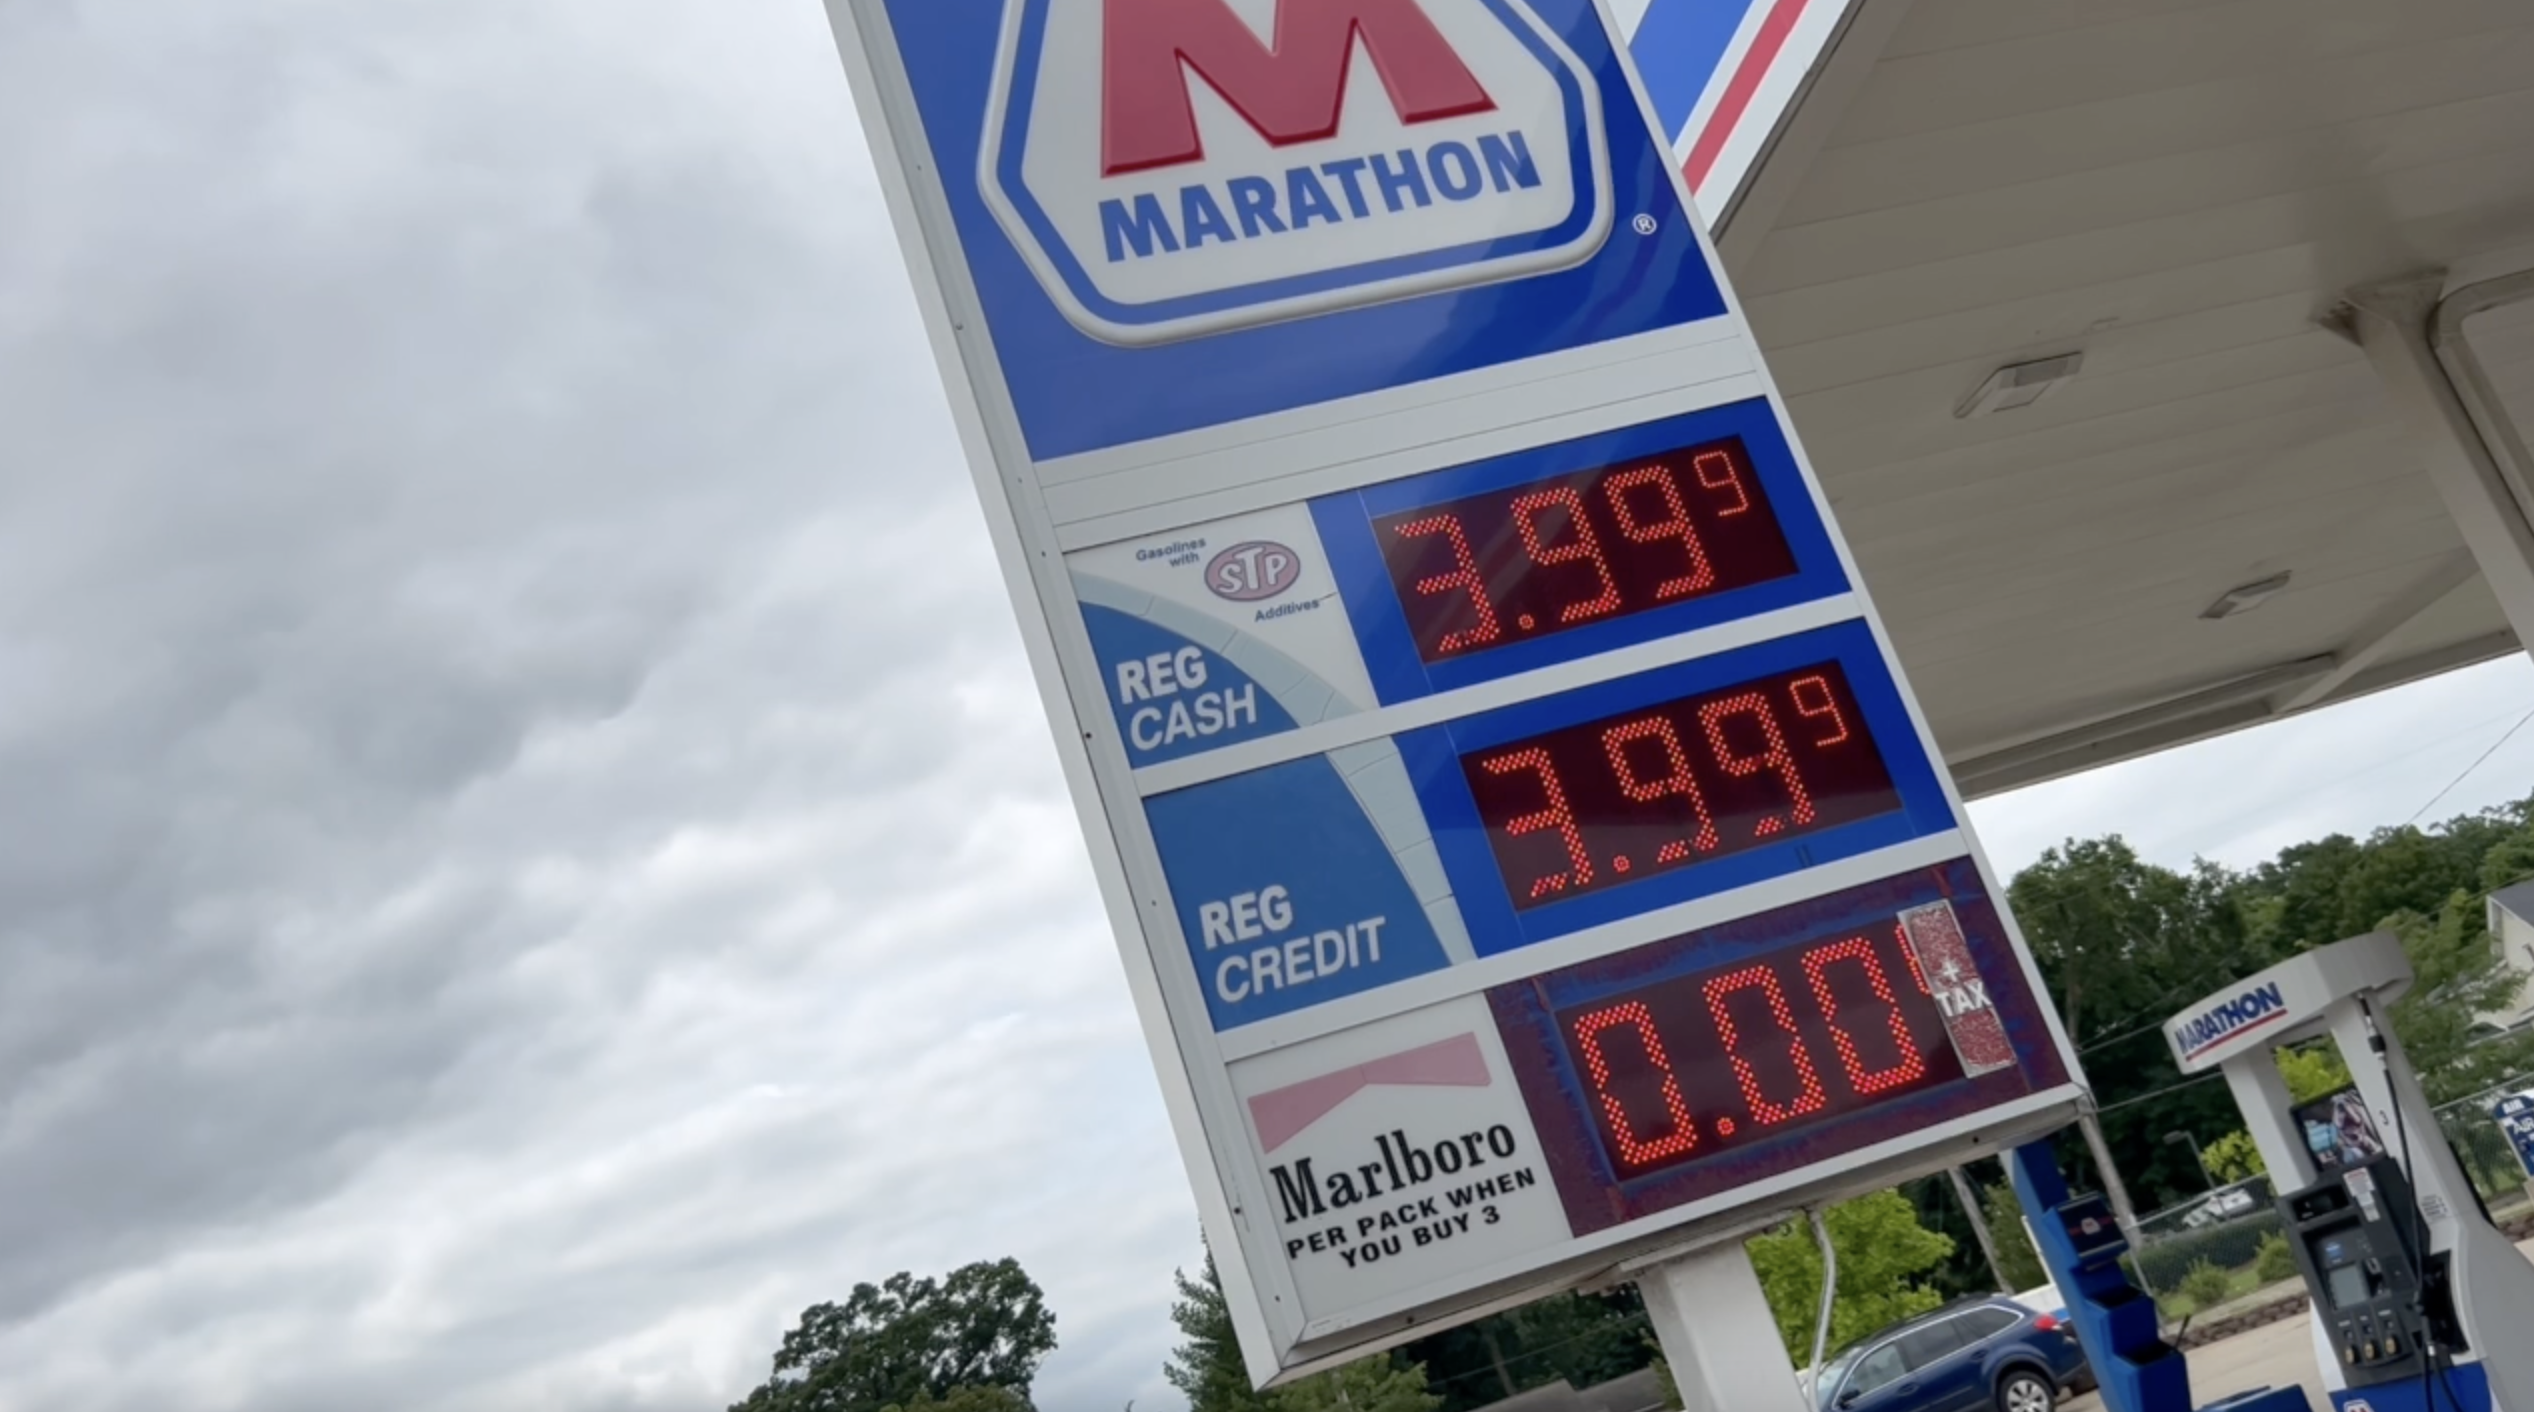 M
MARATHON
®
Gasolines
with
STP
Additives
REG
CASH
3.99 9
REG
CREDIT
3.99 9
Marlboro
PER PACK WHEN
YOU BUY 3
0.00
+
TAX
MARATHON
3